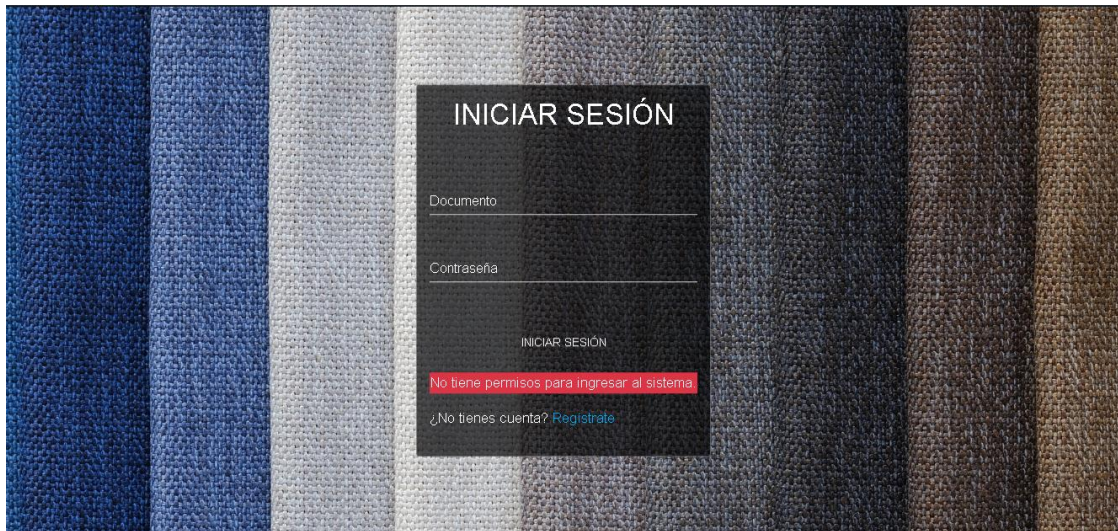 INICIAR SESIÓN
Documento
Contraseña
INICIAR SESIÓN
No tiene permisos para ingresar al sistema.
¿No tienes cuenta? Registrate